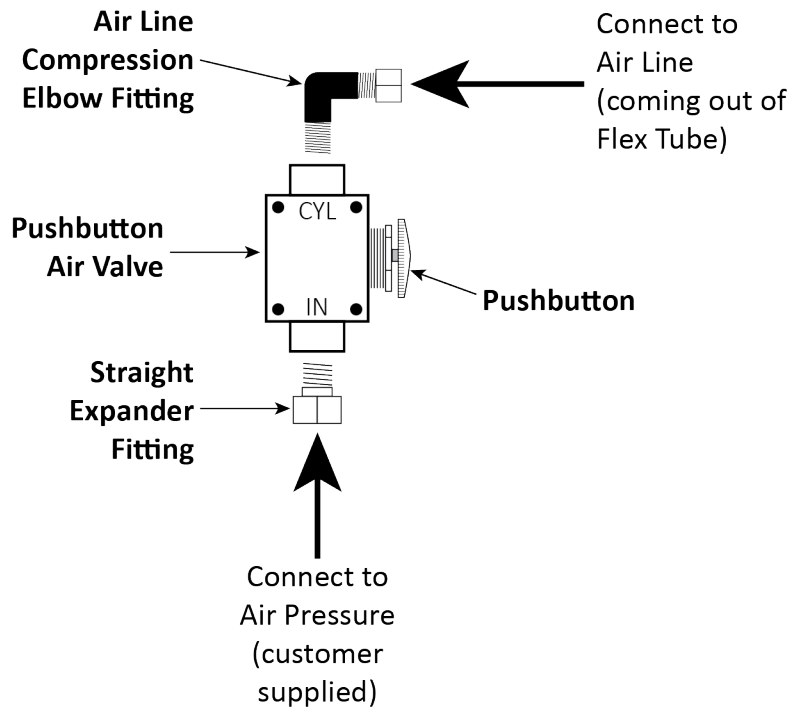 Air Line
Compression
Elbow Fitting
Connect to
Air Line
(coming out of
Flex Tube)
CYL
Pushbutton
Air Valve
IN
Pushbutton
Straight
Expander
Fitting
Connect to
Air Pressure
(customer
supplied)